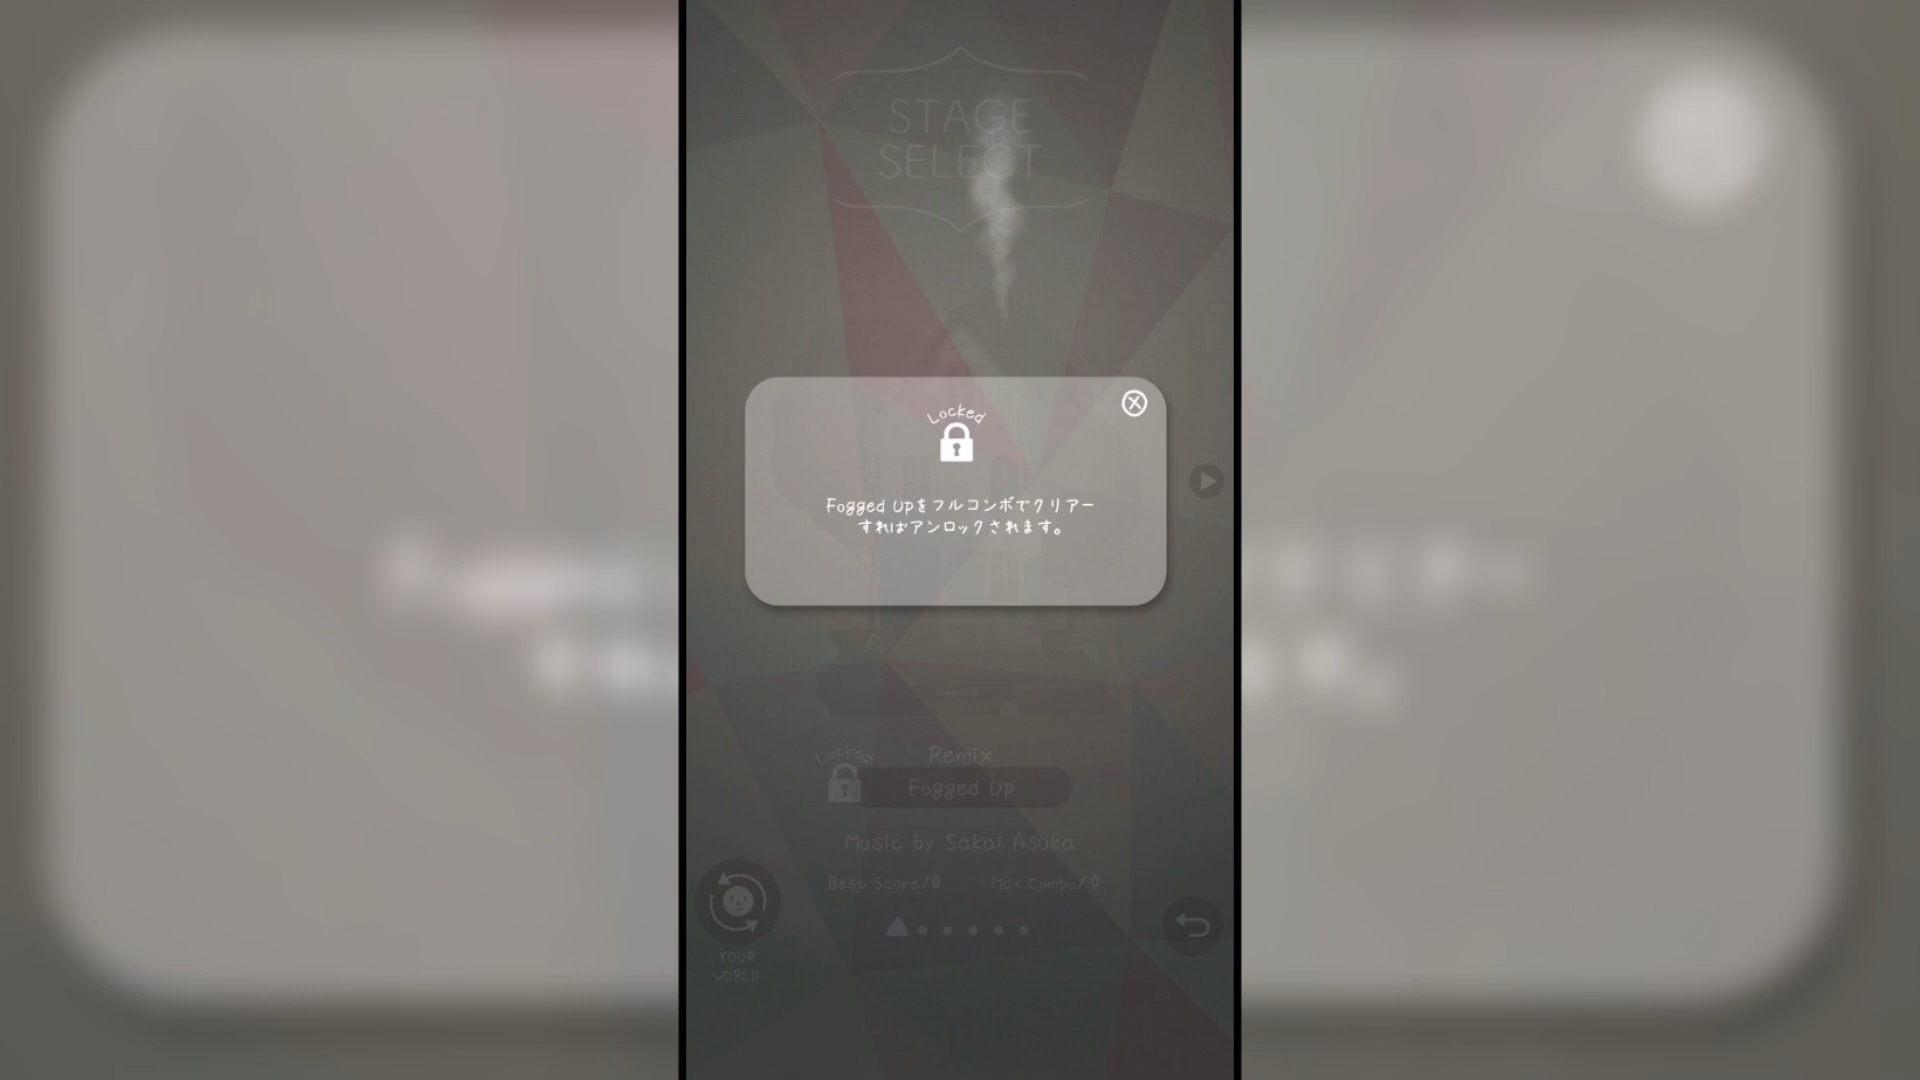 STAGE
SELECT
Locked
Fogged Upをフルコンボでクリアー
すればアンロックされます。
Fogged Up
Locked
Remix
Fogged Up
Music by Sakai Asuka
Best Score/0 Max Combo/0
YOUR
WORLD